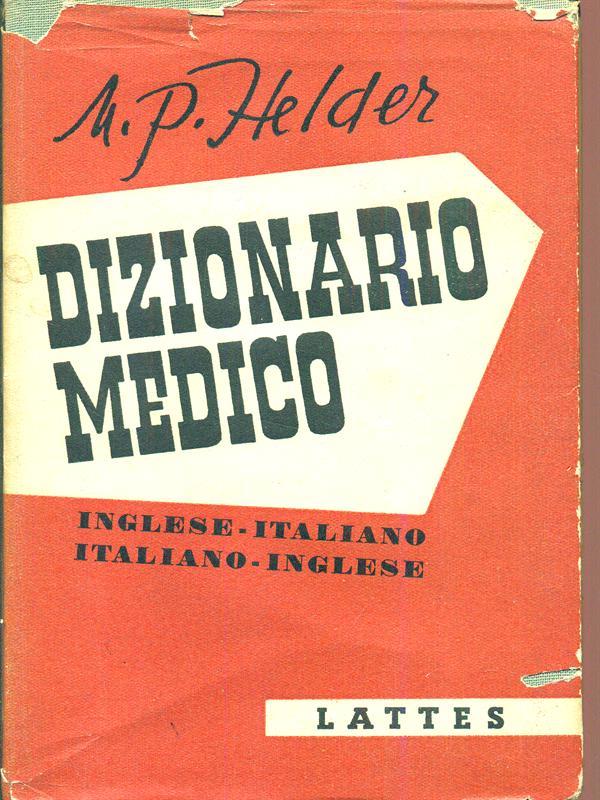 M. P. Helder
DIZIONARIO
MEDICO
INGLESE-ITALIANO
ITALIANO-INGLESE
LATTES